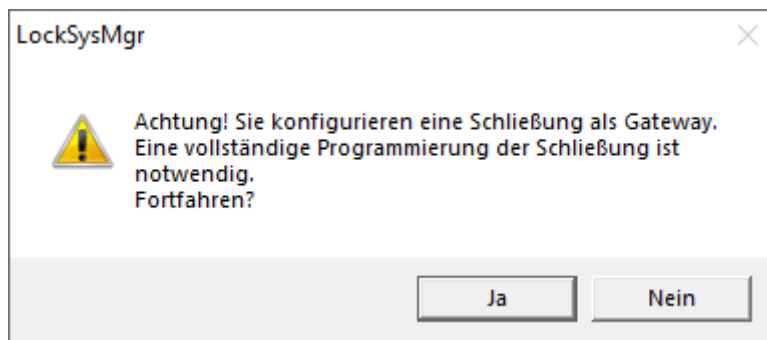 LockSysMgr
Achtung! Sie konfigurieren eine Schließung als Gateway.
Eine vollständige Programmierung der Schließung ist
notwendig.
Fortfahren?
Ja
Nein